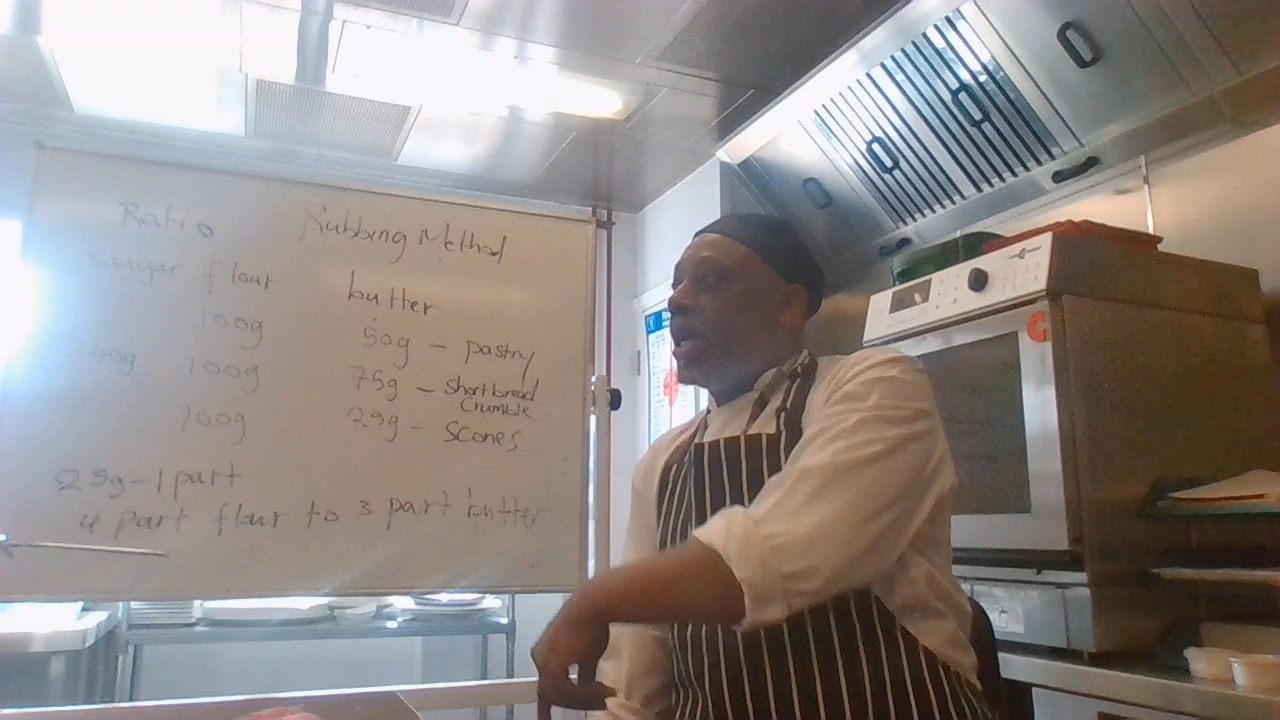 Ratio Rubbing Method
Sugar flour butter
100g 50g - pastry
40g 100g 75g - Shortbread
Crumble
100g 25g - Scones
25g - 1 part
4 part flour to 3 part butter